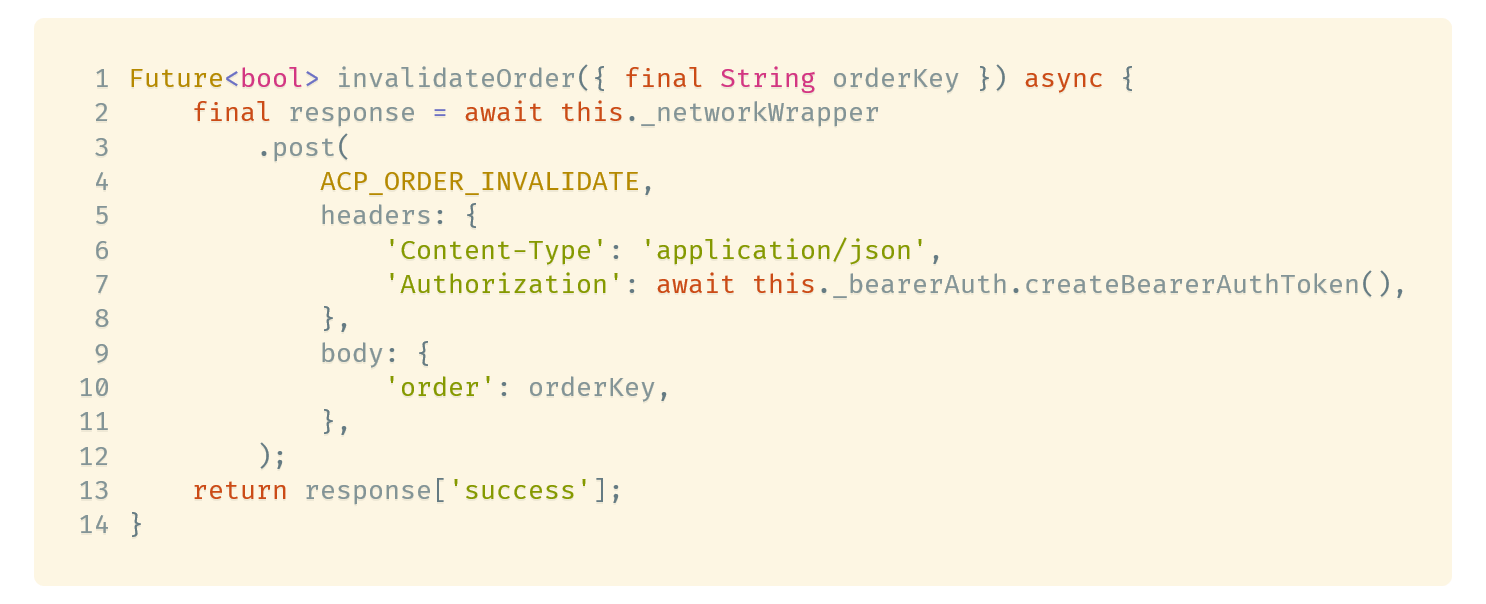 1 Future<bool> invalidateOrder({ final String orderKey }) async {
2     final response = await this._networkWrapper
3         .post(
4             ACP_ORDER_INVALIDATE,
5             headers: {
6                 'Content-Type': 'application/json',
7                 'Authorization': await this._bearerAuth.createBearerAuthToken(),
8             },
9             body: {
10                 'order': orderKey,
11             },
12         );
13     return response['success'];
14 }